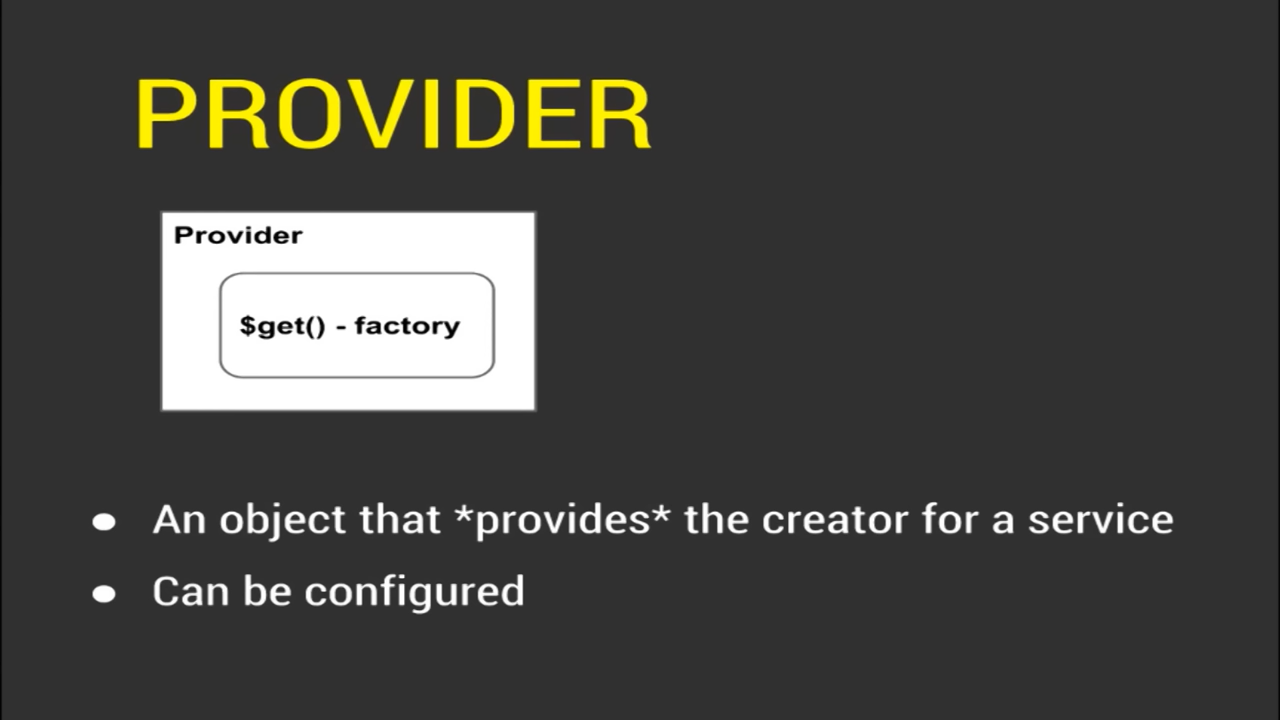 PROVIDER
Provider
$get() - factory
● An object that *provides* the creator for a service
● Can be configured